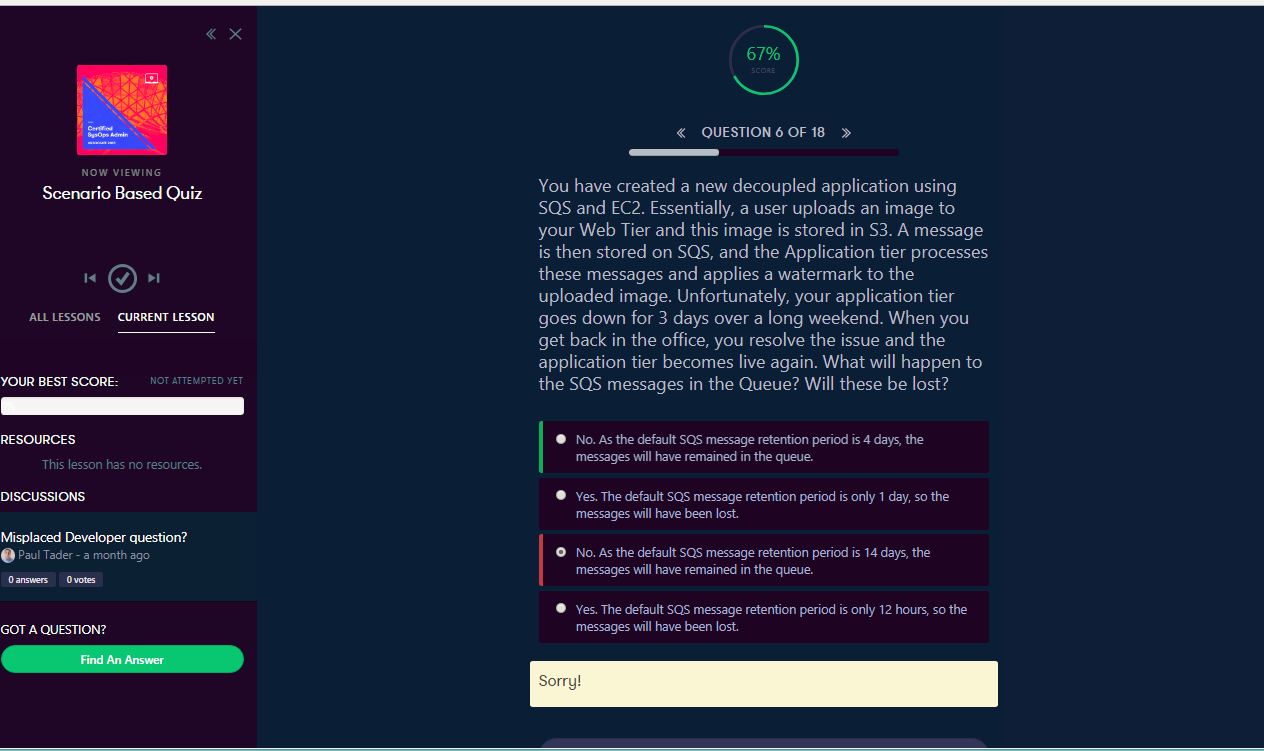 Certified
SysOps Admin
NOW VIEWING
Scenario Based Quiz
ALL LESSONS CURRENT LESSON
YOUR BEST SCORE: NOT ATTEMPTED YET
RESOURCES
This lesson has no resources.
DISCUSSIONS
Misplaced Developer question?
Paul Tader - a month ago
0 answers 0 votes
GOT A QUESTION?
Find An Answer
67%
SCORE
QUESTION 6 OF 18
You have created a new decoupled application using
SQS and EC2. Essentially, a user uploads an image to
your Web Tier and this image is stored in S3. A message
is then stored on SQS, and the Application tier processes
these messages and applies a watermark to the
uploaded image. Unfortunately, your application tier
goes down for 3 days over a long weekend. When you
get back in the office, you resolve the issue and the
application tier becomes live again. What will happen to
the SQS messages in the Queue? Will these be lost?
No. As the default SQS message retention period is 4 days, the
messages will have remained in the queue.
Yes. The default SQS message retention period is only 1 day, so the
messages will have been lost.
No. As the default SQS message retention period is 14 days, the
messages will have remained in the queue.
Yes. The default SQS message retention period is only 12 hours, so the
messages will have been lost.
Sorry!